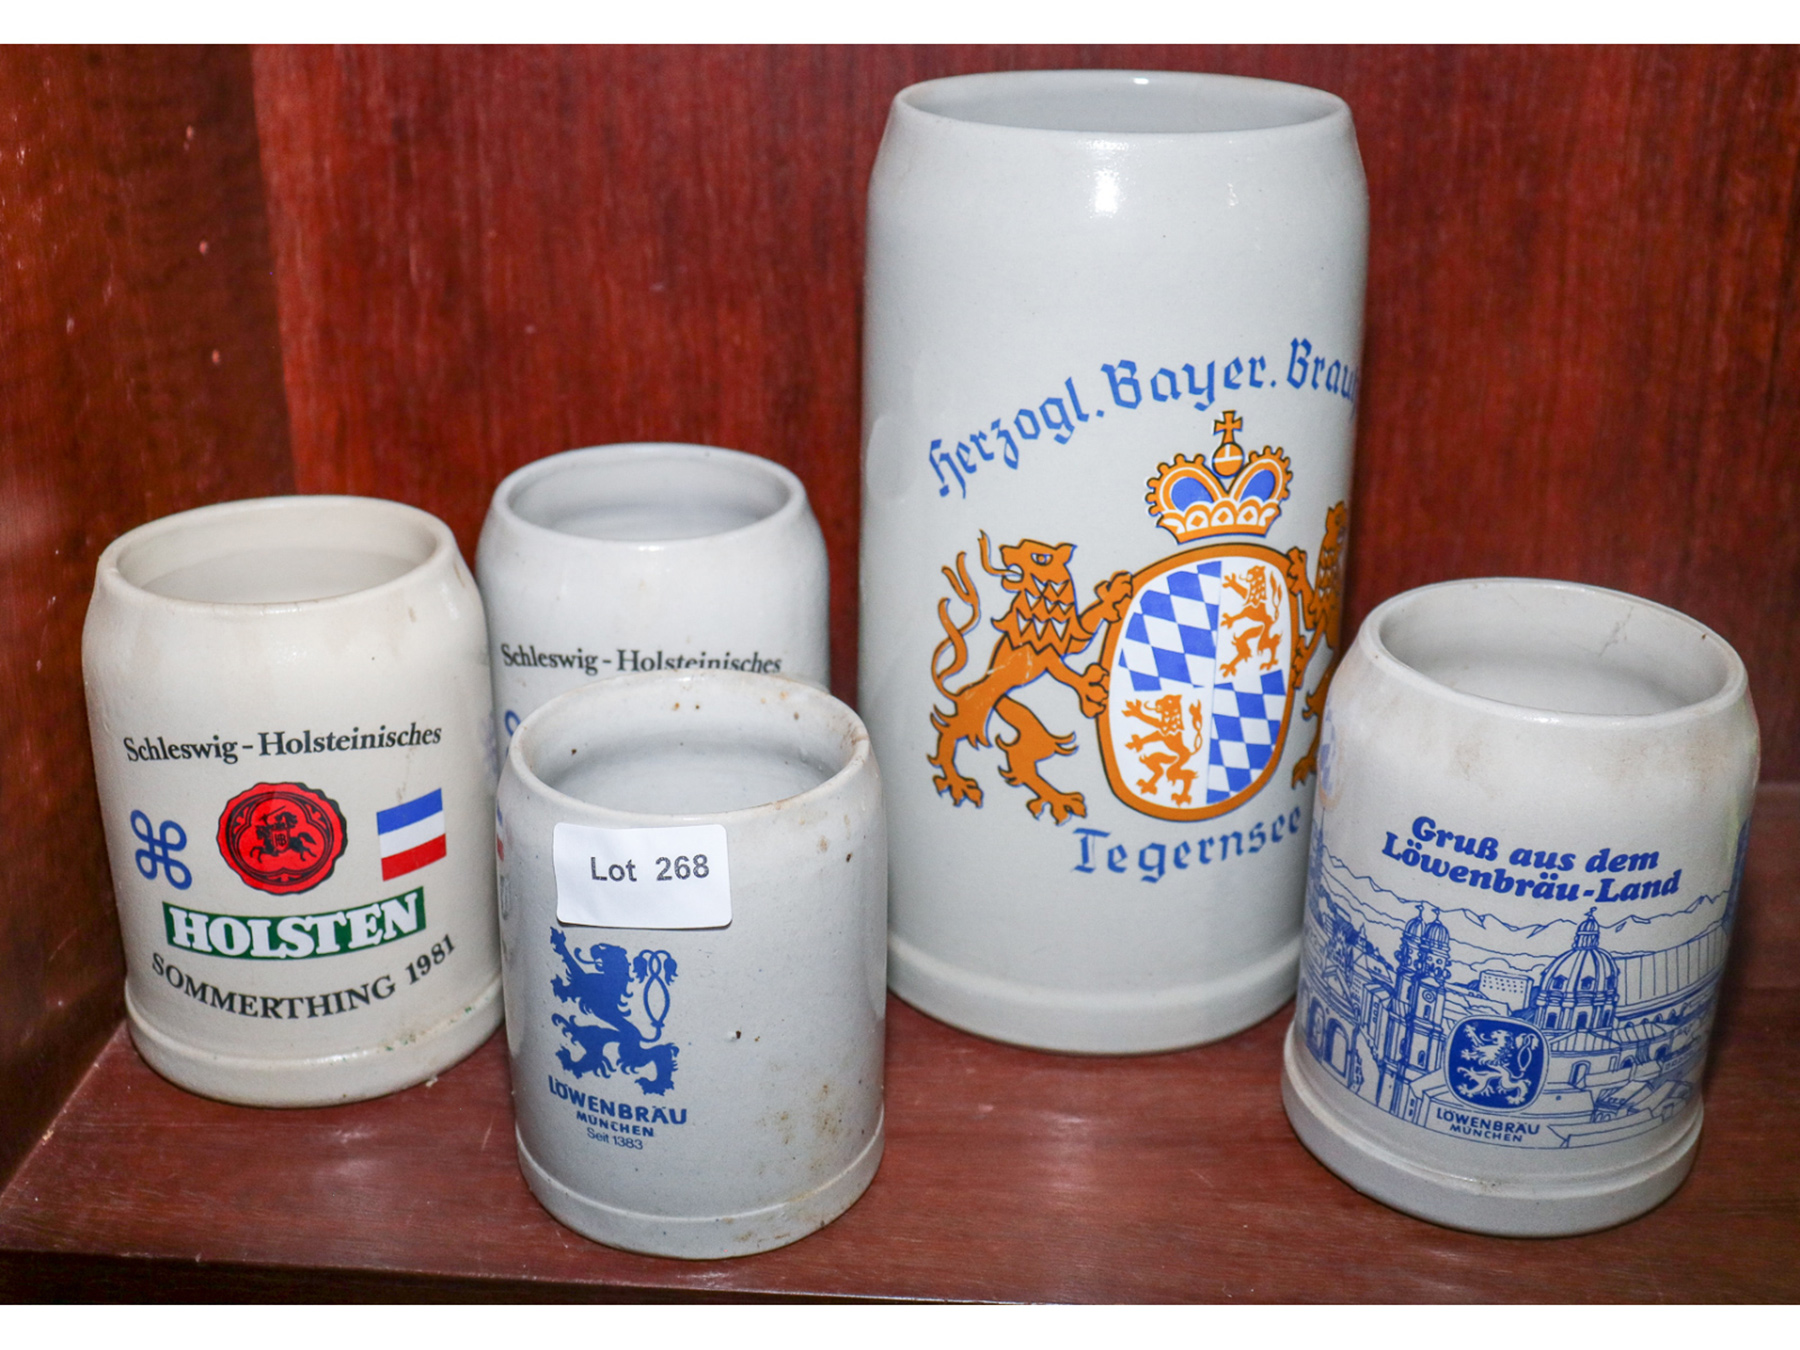 Schleswig-Holsteinisches
HOLSTEN
SOMMERTHING 1981
Schleswig-Holsteinisches
Lot 268
LÖWENBRÄU
MÜNCHEN
Seit 1383
Herzogl. Bayer.
Tegernsee
Gruß aus dem
Löwenbräu-Land
LÖWENBRÄU
MÜNCHEN